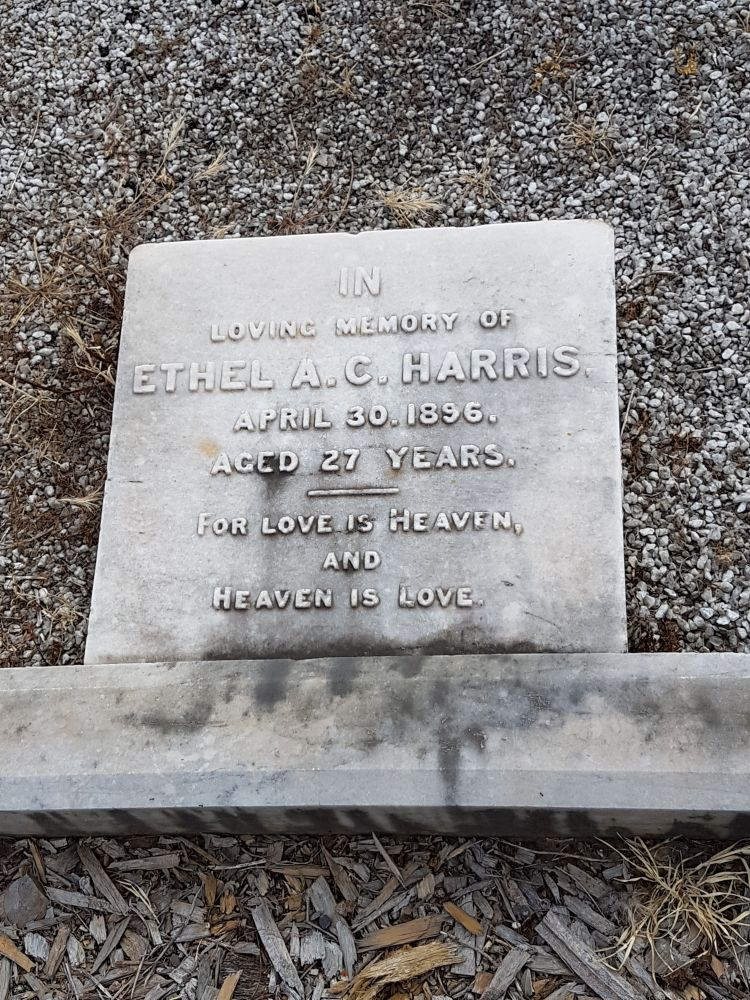 IN
LOVING MEMORY OF
ETHEL A. C. HARRIS.
APRIL 30. 1896.
AGED 27 YEARS.
FOR LOVE IS HEAVEN,
AND
HEAVEN IS LOVE.